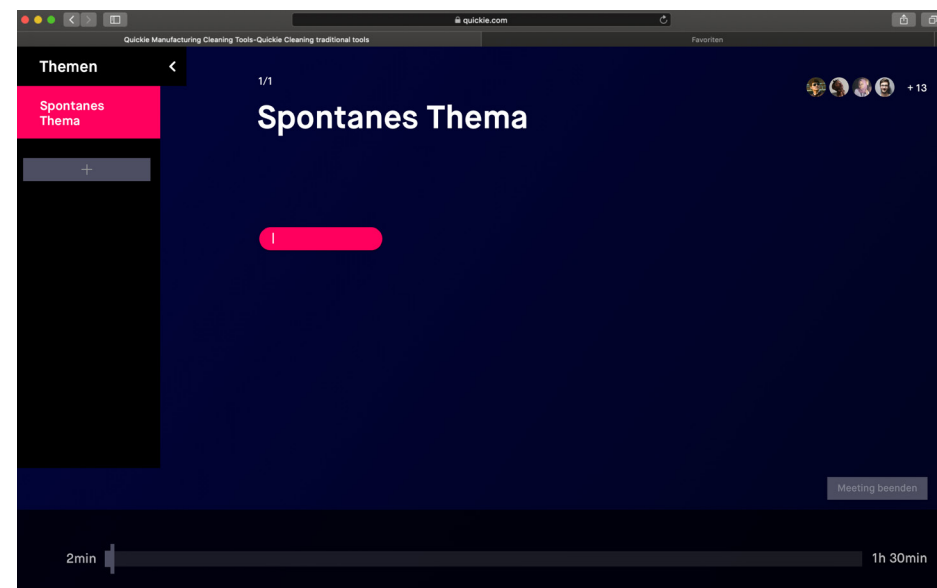 quickie.com
Quickie Manufacturing Cleaning Tools-Quickie Cleaning traditional tools
Favoriten
Themen
Spontanes
Thema
+
1/1
Spontanes Thema
+ 13
Meeting beenden
2min
1h 30min